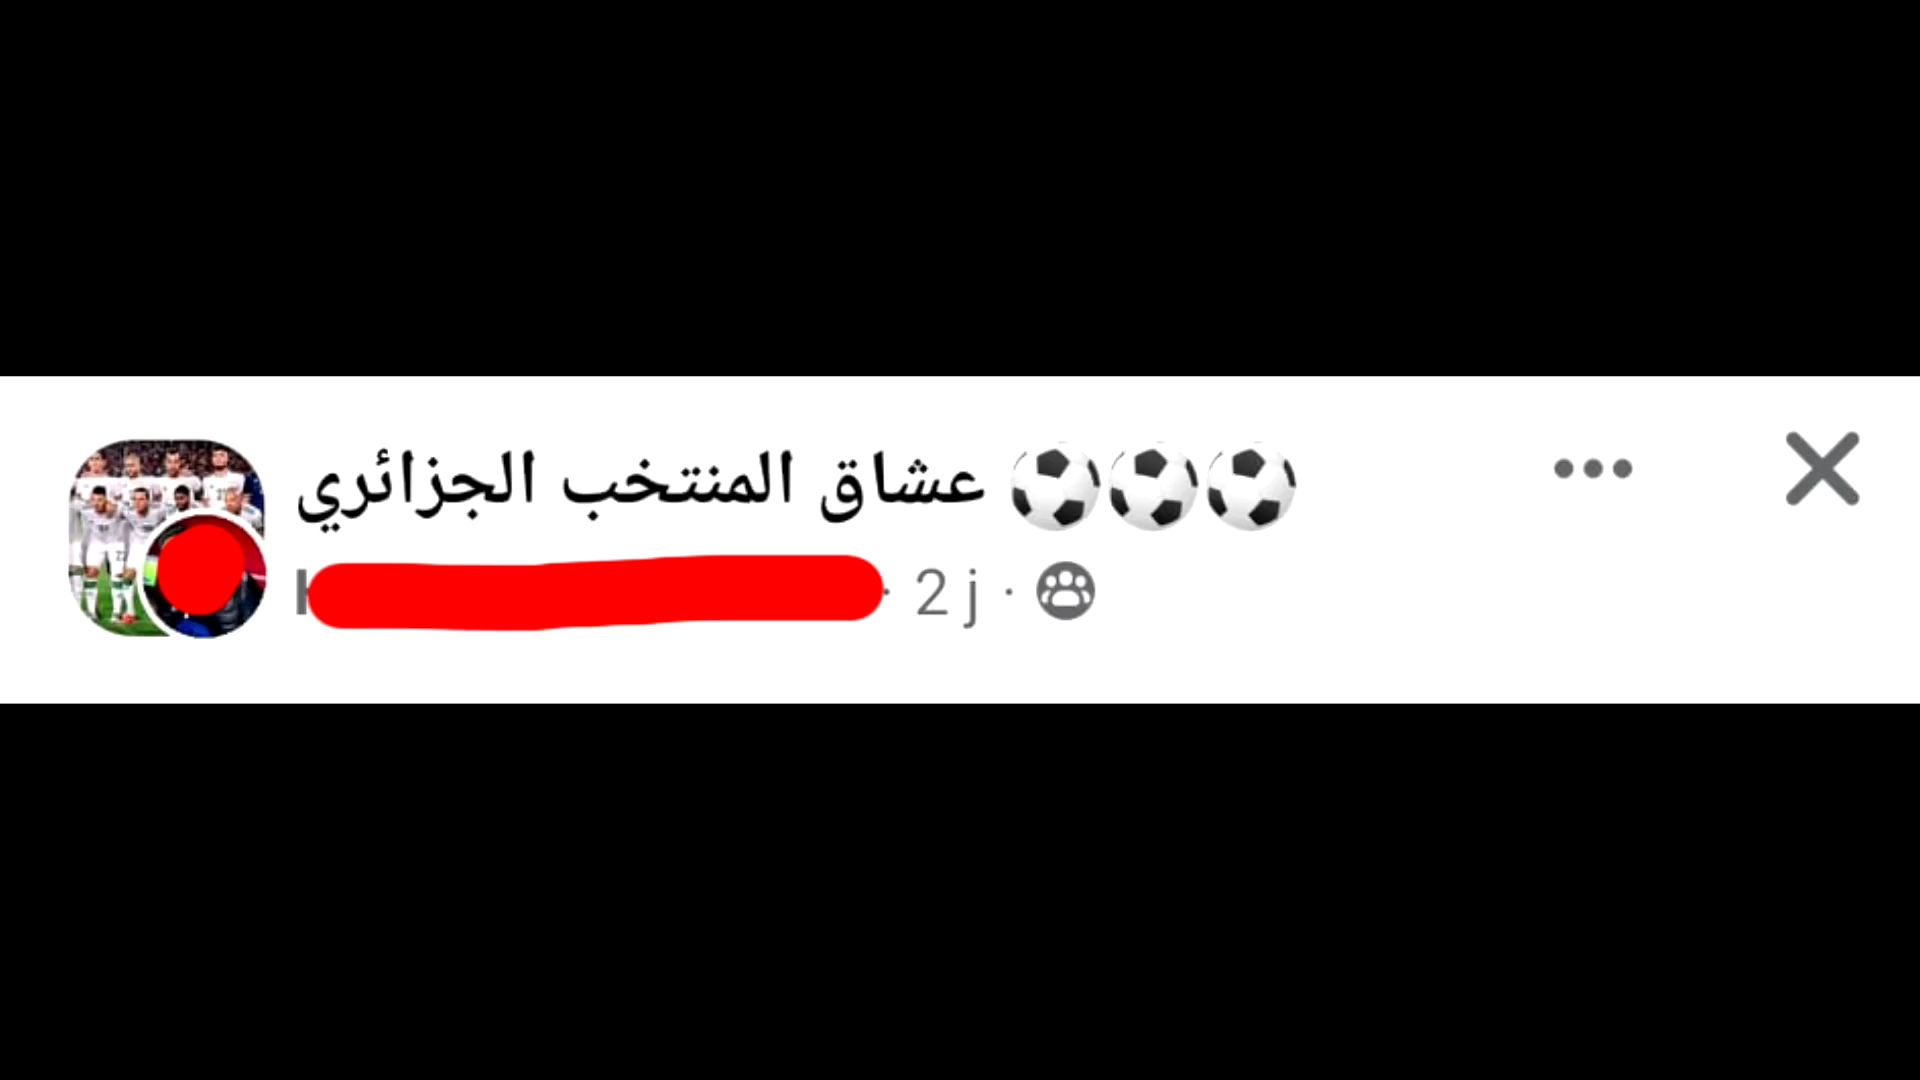 عشاق المنتخب الجزائري ⚽⚽⚽
· 2 j ·